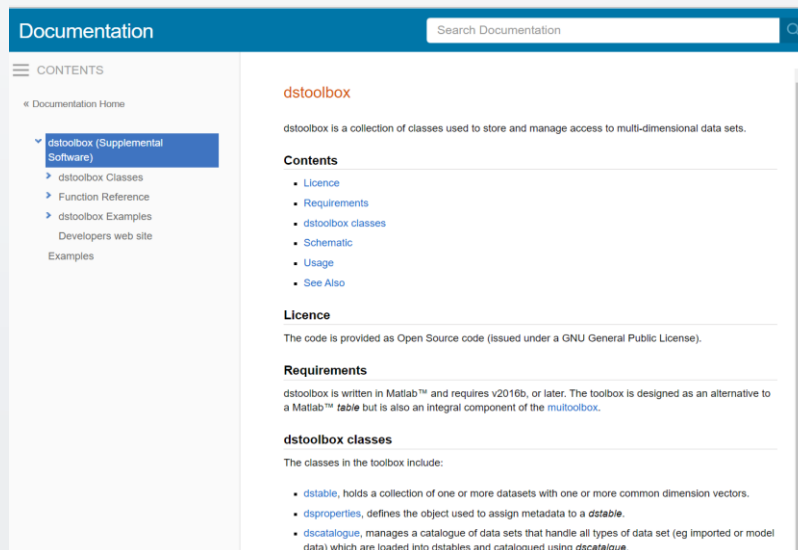 Documentation
Search Documentation
CONTENTS
« Documentation Home
dstoolbox (Supplemental
Software)
dstoolbox Classes
Function Reference
dstoolbox Examples
Developers web site
Examples
dstoolbox
dstoolbox is a collection of classes used to store and manage access to multi-dimensional data sets.
Contents
▪ Licence
▪ Requirements
▪ dstoolbox classes
▪ Schematic
▪ Usage
▪ See Also
Licence
The code is provided as Open Source code (issued under a GNU General Public License).
Requirements
dstoolbox is written in Matlab™ and requires v2016b, or later. The toolbox is designed as an alternative to
a Matlab™ table but is also an integral component of the muitoolbox.
dstoolbox classes
The classes in the toolbox include:
▪ dstable, holds a collection of one or more datasets with one or more common dimension vectors.
▪ dsproperties, defines the object used to assign metadata to a dstable.
▪ dscatalogue, manages a catalogue of data sets that handle all types of data set (eg imported or model
data) which are loaded into dstables and catalogued using dscatalgue.